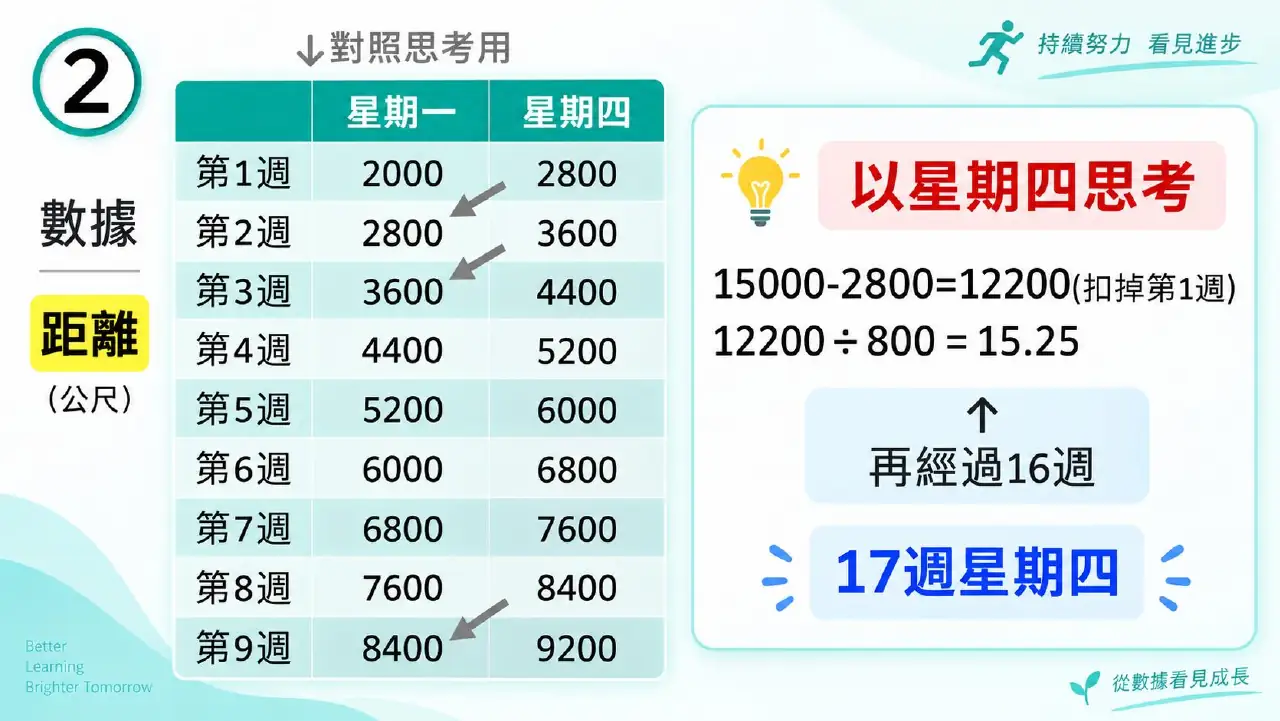 2
↓對照思考用
持續努力 看見進步
數據
距離
(公尺)
星期一 星期四
第1週 2000 2800
第2週 2800 3600
第3週 3600 4400
第4週 4400 5200
第5週 5200 6000
第6週 6000 6800
第7週 6800 7600
第8週 7600 8400
第9週 8400 9200
以星期四思考
15000-2800=12200(扣掉第1週)
12200÷800=15.25
↑
再經過16週
17週星期四
Better
Learning
Brighter Tomorrow
從數據看見成長